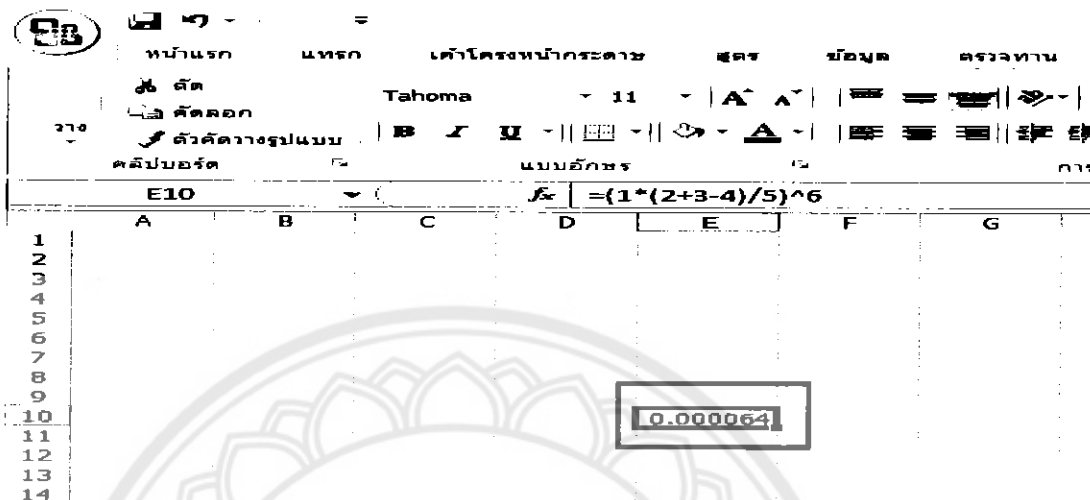 หน้าแรก แทรก เค้าโครงหน้ากระดาษ สูตร ข้อมูล ตรวจทาน
ตัด
คัดลอก
ตัวคัดวางรูปแบบ
วาง
Tahoma 11 A A
B I U A
คลิปบอร์ด แบบอักษร การ
E10 fx =(1*(2+3-4)/5)^6
A B C D E F G
1
2
3
4
5
6
7
8
9
10 0.000064
11
12
13
14